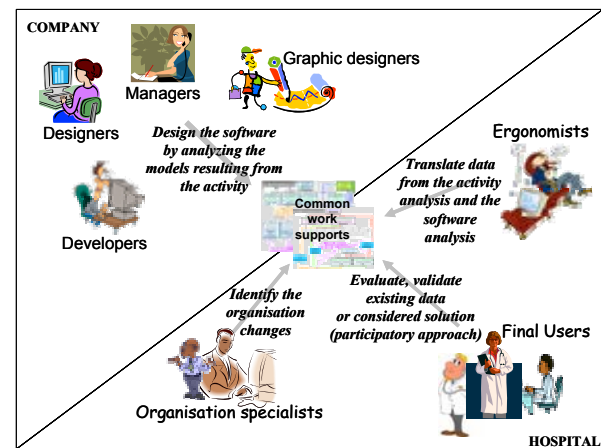 COMPANY
Managers
Graphic designers
Designers
Design the software
by analyzing the
models resulting from
the activity
Developers
Ergonomists
Translate data
from the activity
analysis and the
software
analysis
Common
work
supports
Identify the
organisation
changes
Evaluate, validate
existing data
or considered solution
(participatory approach)
Final Users
Organisation specialists
HOSPITAL